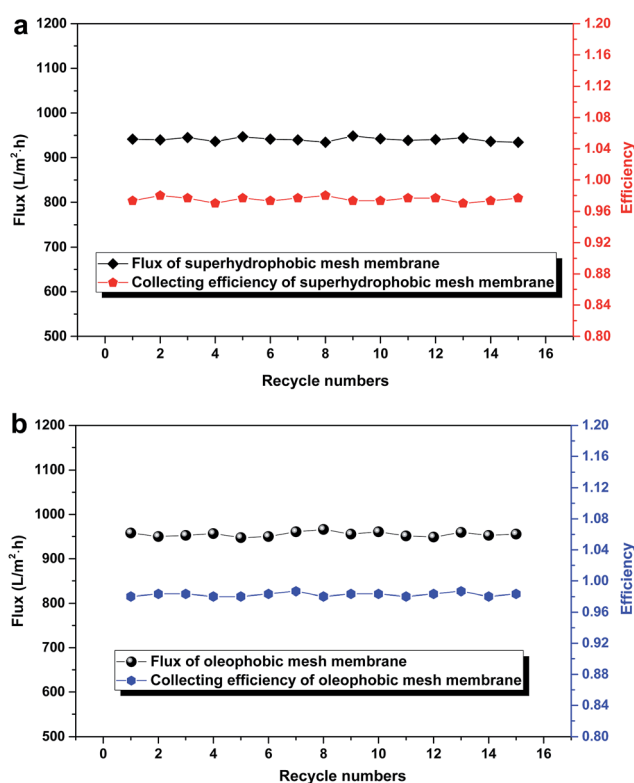 a
1200
1100
1000
900
800
700
600
500
Flux (L/m²·h)
1.20
1.16
1.12
1.08
1.04
1.00
0.96
0.92
0.88
0.84
0.80
Efficiency
Flux of superhydrophobic mesh membrane
Collecting efficiency of superhydrophobic mesh membrane
0 2 4 6 8 10 12 14 16
Recycle numbers
b
1200
1100
1000
900
800
700
600
500
Flux (L/m²·h)
1.20
1.16
1.12
1.08
1.04
1.00
0.96
0.92
0.88
0.84
0.80
Efficiency
Flux of oleophobic mesh membrane
Collecting efficiency of oleophobic mesh membrane
0 2 4 6 8 10 12 14 16
Recycle numbers